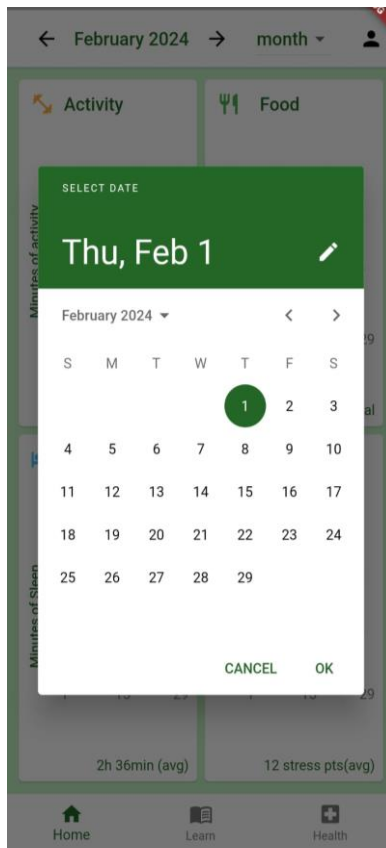 February 2024
month
Activity
Food
SELECT DATE
Thu, Feb 1
Minutes of activity
February 2024
S M T W T F S
1 2 3
4 5 6 7 8 9 10
11 12 13 14 15 16 17
18 19 20 21 22 23 24
25 26 27 28 29
Minutes of Sleep
CANCEL OK
2h 36min (avg)
12 stress pts(avg)
Home
Learn
Health